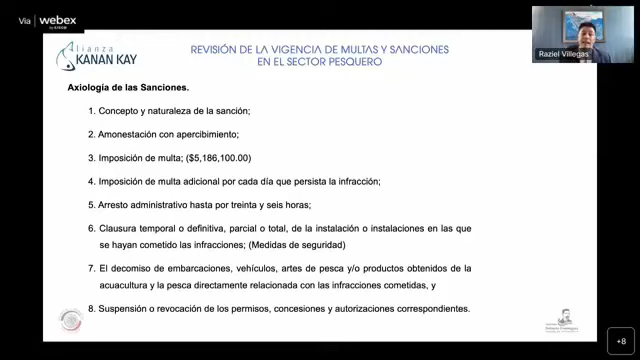 Via | webex
Alianza
KANAN KAY
REVISIÓN DE LA VIGENCIA DE MULTAS Y SANCIONES
EN EL SECTOR PESQUERO
Raziel Villegas
Axiología de las Sanciones.
1. Concepto y naturaleza de la sanción;
2. Amonestación con apercibimiento;
3. Imposición de multa; ($5,186,100.00)
4. Imposición de multa adicional por cada día que persista la infracción;
5. Arresto administrativo hasta por treinta y seis horas;
6. Clausura temporal o definitiva, parcial o total, de la instalación o instalaciones en las que
se hayan cometido las infracciones; (Medidas de seguridad)
7. El decomiso de embarcaciones, vehículos, artes de pesca y/o productos obtenidos de la
acuacultura y la pesca directamente relacionada con las infracciones cometidas, y
8. Suspensión o revocación de los permisos, concesiones y autorizaciones correspondientes.
+8